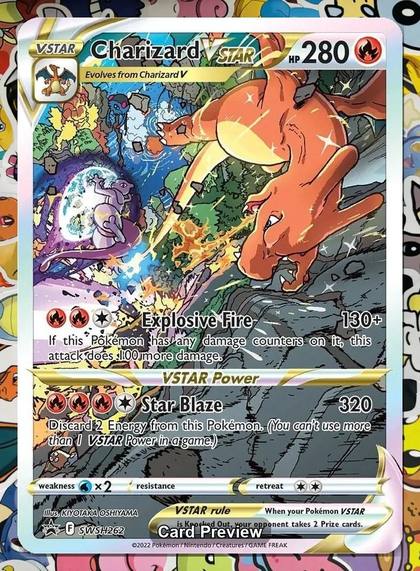 VSTAR Charizard STAR HP 280
Evolves from Charizard V
Explosive Fire 130+
If this Pokémon has any damage counters on it, this
attack does 100 more damage.
VSTAR Power
Star Blaze 320
Discard 2 Energy from this Pokémon. (You can't use more
than 1 VSTAR Power in a game.)
weakness ×2 resistance retreat
Illus. KIYOTAKA OSHIYAMA
VSTAR rule When your Pokémon VSTAR
is Knocked Out, your opponent takes 2 Prize cards.
F SWSH262
Card Preview
©2022 Pokémon / Nintendo / Creatures / GAME FREAK